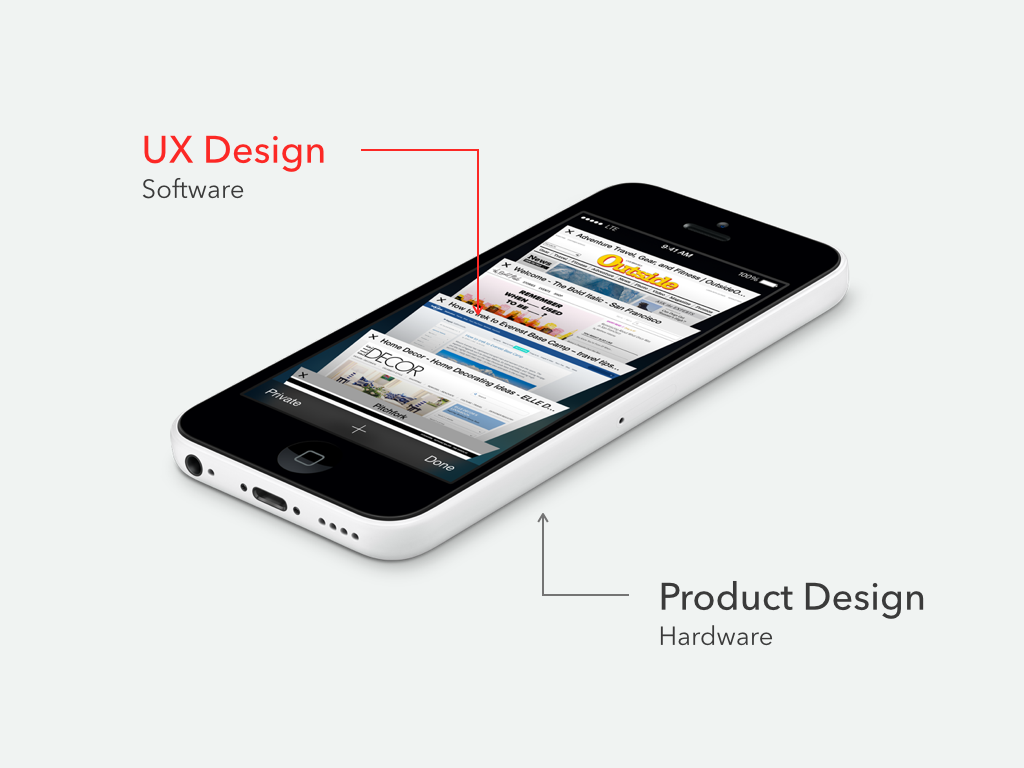 UX Design
Software
LTE
9:41 AM
100%
Adventure Travel, Gear, and Fitness | OutsideO...
Outside
News
Welcome - The Bold Italic - San Francisco
REMEMBER
WHEN __ USED
TO BE __ ?
How to trek to Everest Base Camp – travel tips...
Home Decor - Home Decorating Ideas - ELLE D...
DECOR
Pitchfork
Private
Done
Product Design
Hardware